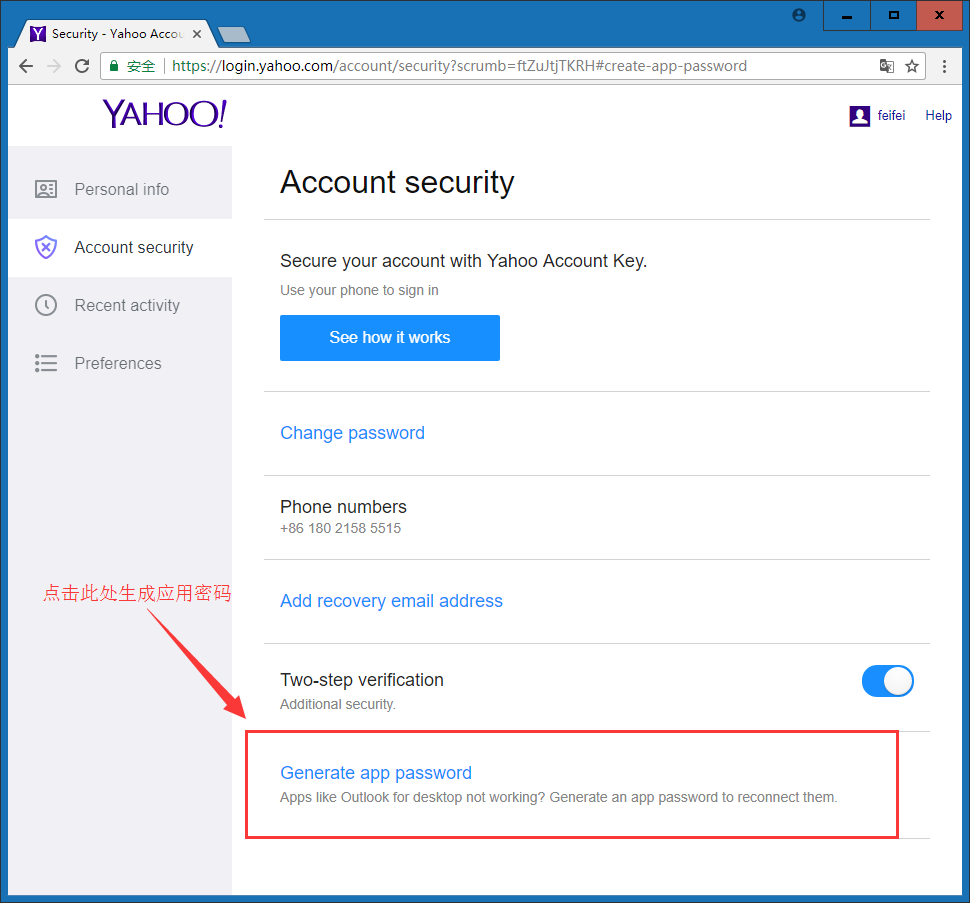 Security - Yahoo Accou
安全
https://login.yahoo.com/account/security?scrumb=ftZuJtjTKRH#create-app-password
YAHOO!
feifei
Help
Personal info
Account security
Recent activity
Preferences
Account security
Secure your account with Yahoo Account Key.
Use your phone to sign in
See how it works
Change password
Phone numbers
+86 180 2158 5515
点击此处生成应用密码
Add recovery email address
Two-step verification
Additional security.
Generate app password
Apps like Outlook for desktop not working? Generate an app password to reconnect them.